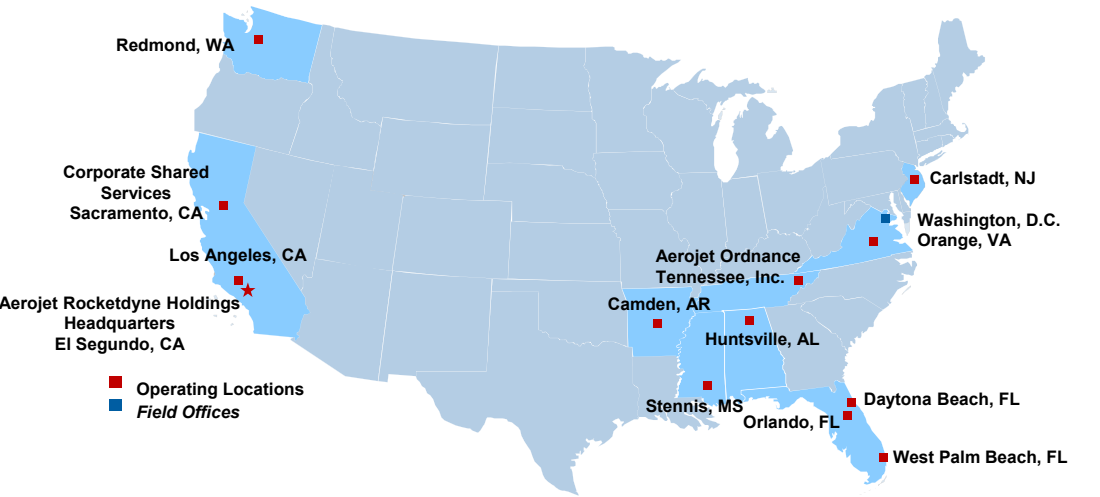 Redmond, WA
Corporate Shared
Services
Sacramento, CA
Los Angeles, CA
Aerojet Rocketdyne Holdings
Headquarters
El Segundo, CA
Operating Locations
Field Offices
Carlstadt, NJ
Washington, D.C.
Orange, VA
Aerojet Ordnance
Tennessee, Inc.
Camden, AR
Huntsville, AL
Stennis, MS
Daytona Beach, FL
Orlando, FL
West Palm Beach, FL